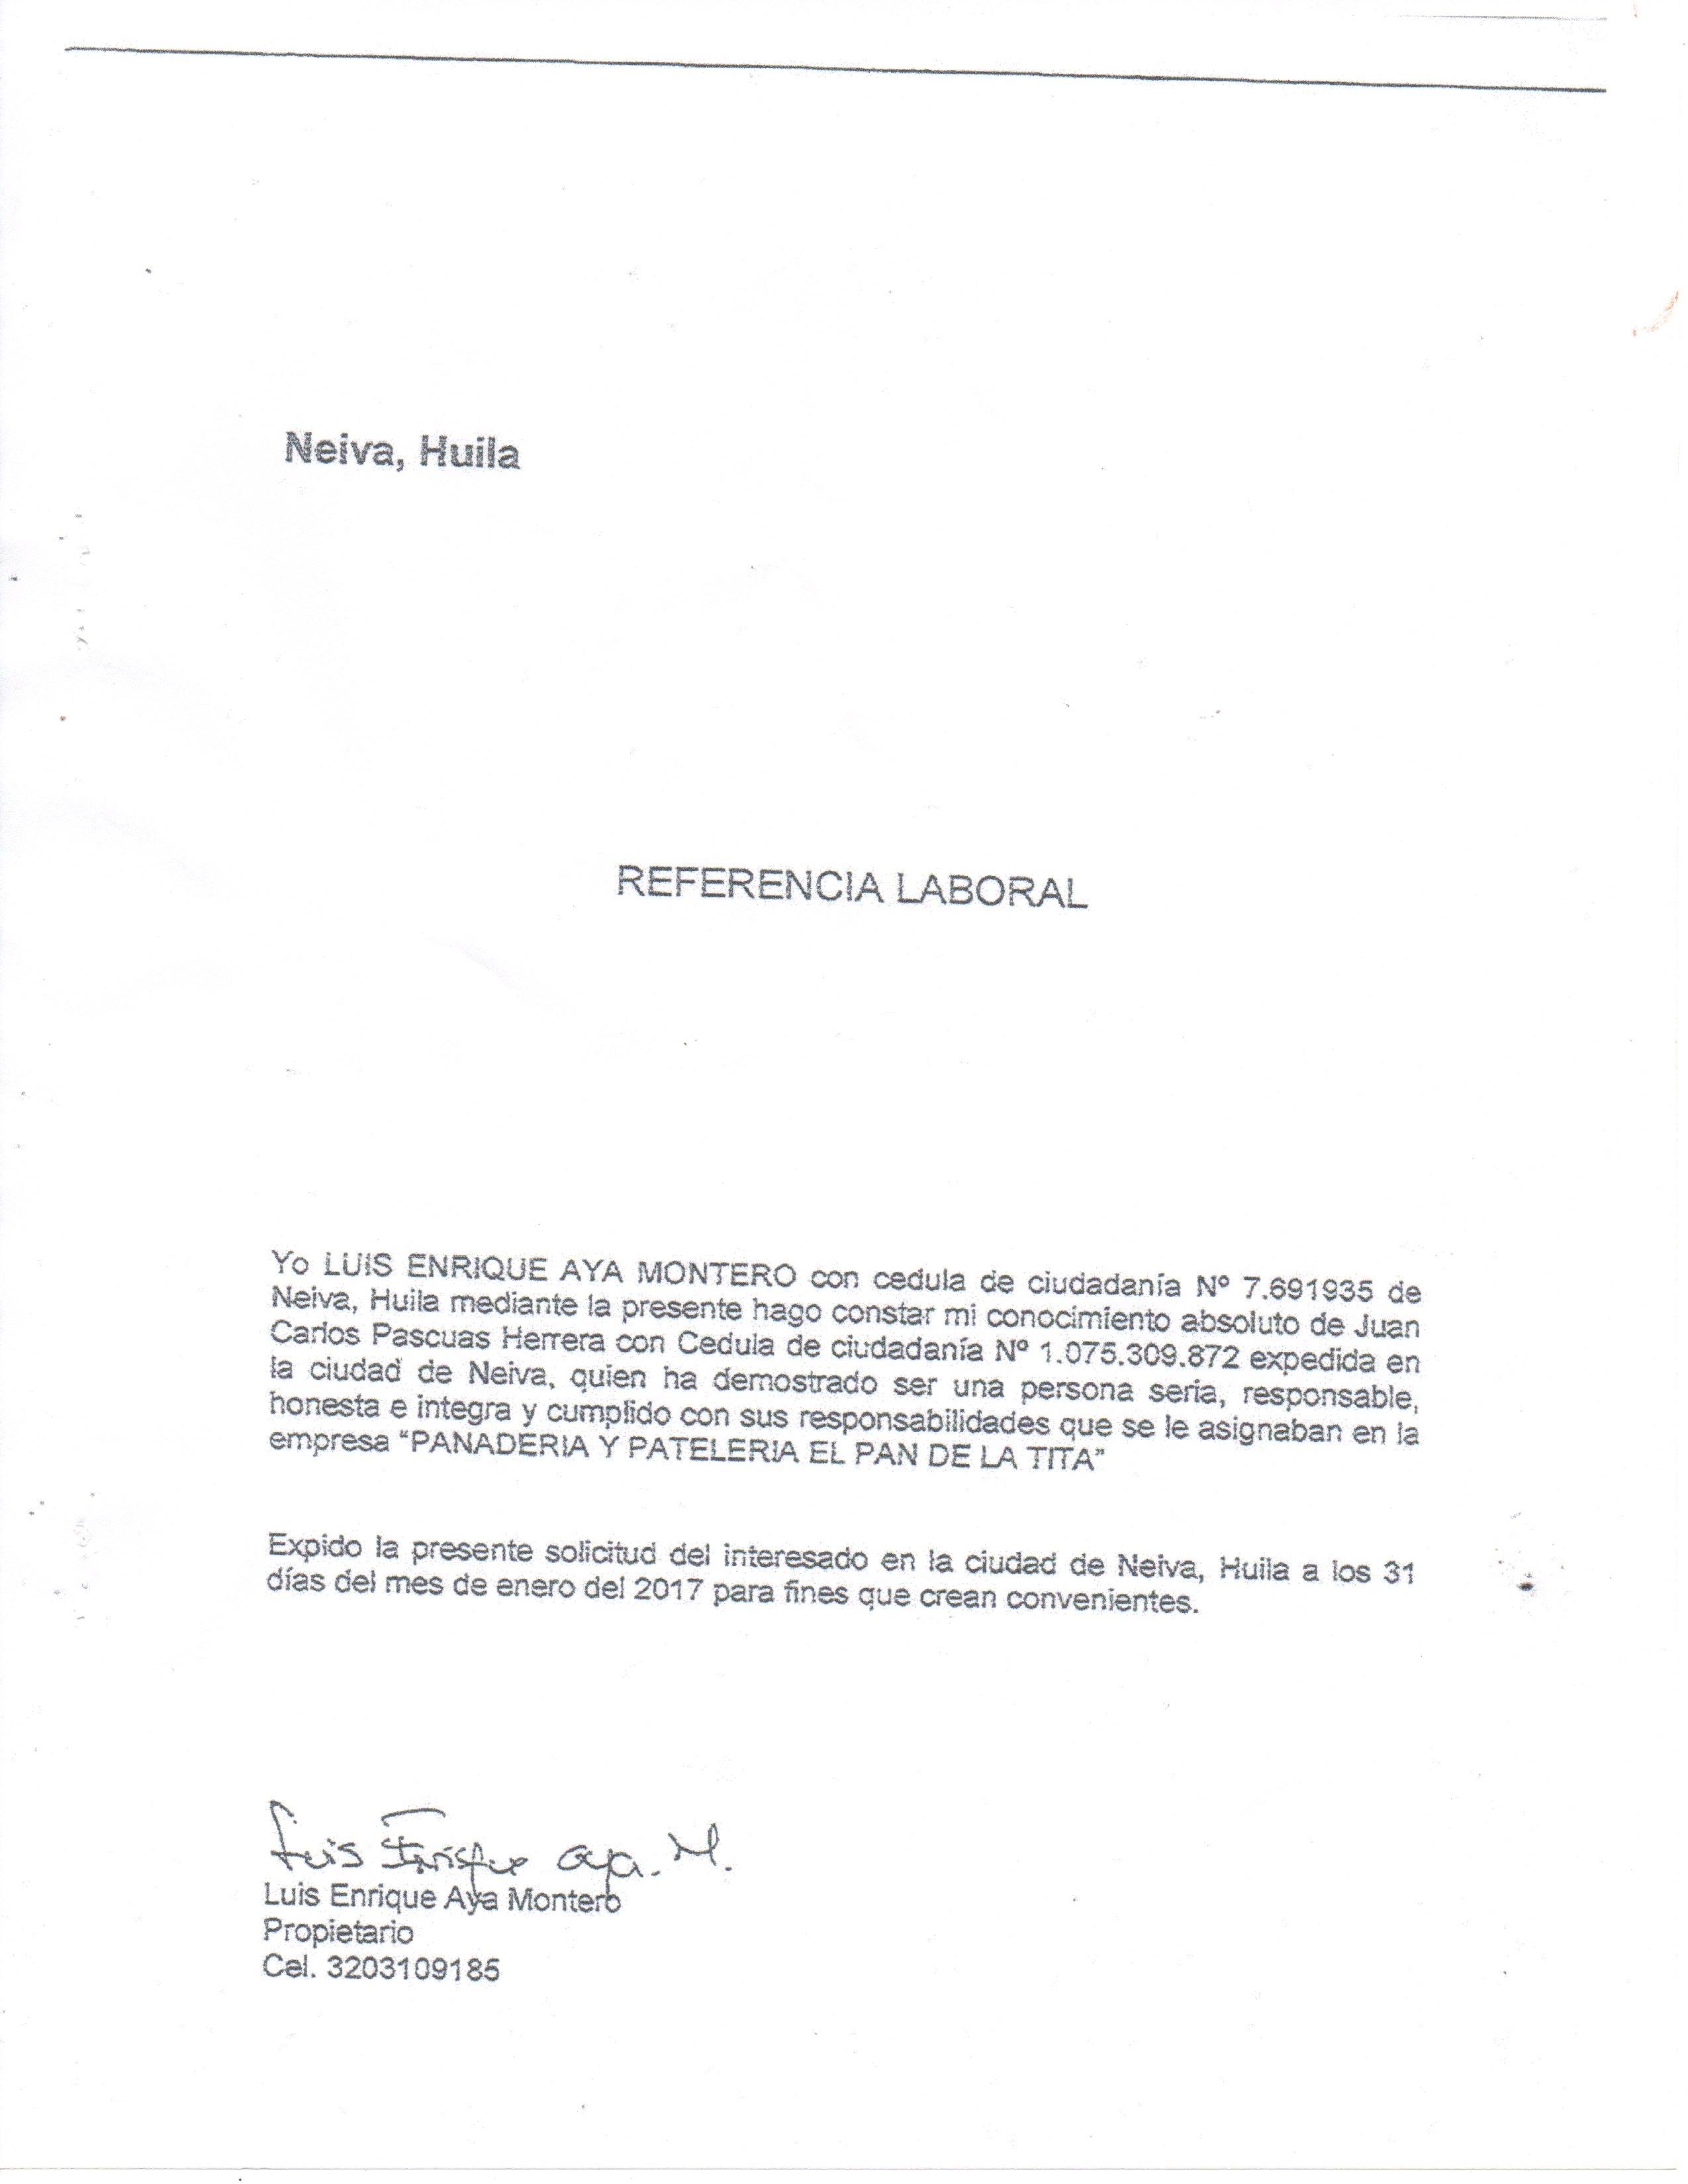 Neiva, Huila
REFERENCIA LABORAL
Yo LUIS ENRIQUE AYA MONTERO con cedula de ciudadanía Nº 7.691935 de
Neiva, Huila mediante la presente hago constar mi conocimiento absoluto de Juan
Carlos Pascuas Herrera con Cedula de ciudadanía Nº 1.075.309.872 expedida en
la ciudad de Neiva, quien ha demostrado ser una persona seria, responsable,
honesta e integra y cumplido con sus responsabilidades que se le asignaban en la
empresa “PANADERIA Y PATELERIA EL PAN DE LA TITA”
Expido la presente solicitud del interesado en la ciudad de Neiva, Huila a los 31
días del mes de enero del 2017 para fines que crean convenientes.
Luis Enrique Aya. M.
Luis Enrique Aya Montero
Propietario
Cel. 3203109185